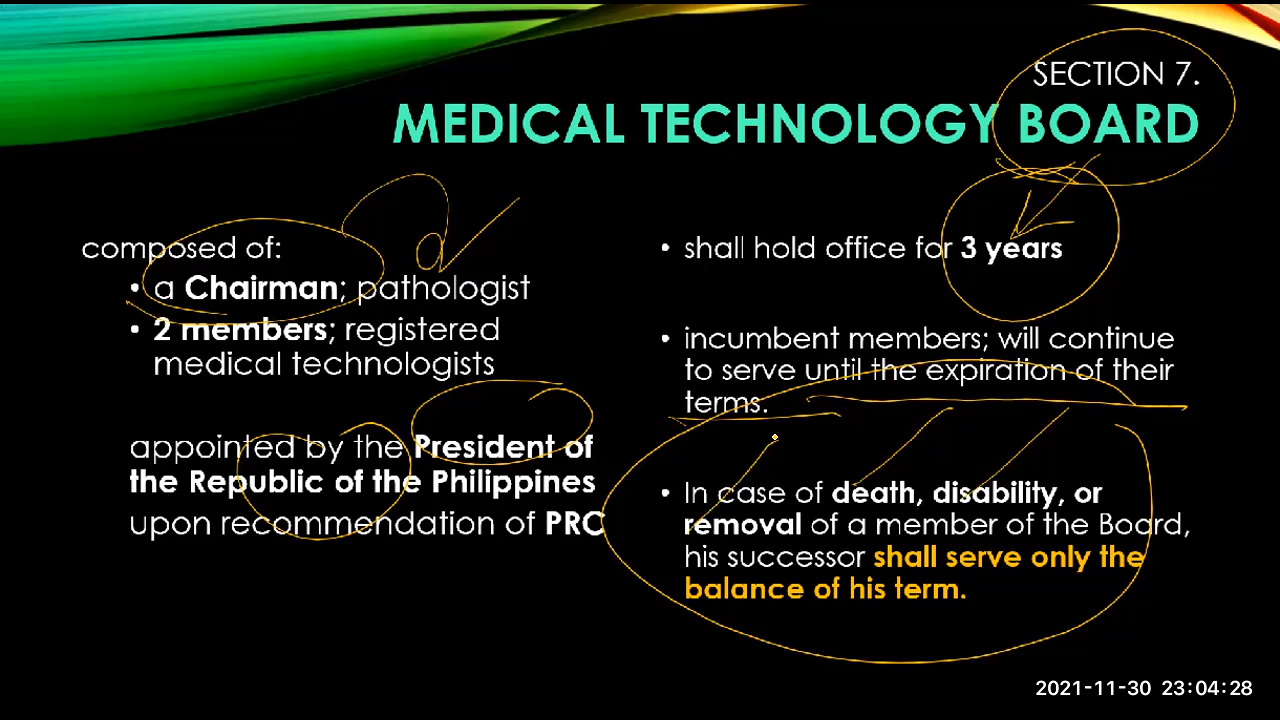 SECTION 7.
MEDICAL TECHNOLOGY BOARD
composed of:
• a Chairman; pathologist
• 2 members; registered
medical technologists
appointed by the President of
the Republic of the Philippines
upon recommendation of PRC
• shall hold office for 3 years
• incumbent members; will continue
to serve until the expiration of their
terms.
• In case of death, disability, or
removal of a member of the Board,
his successor shall serve only the
balance of his term.
2021-11-30 23:04:28